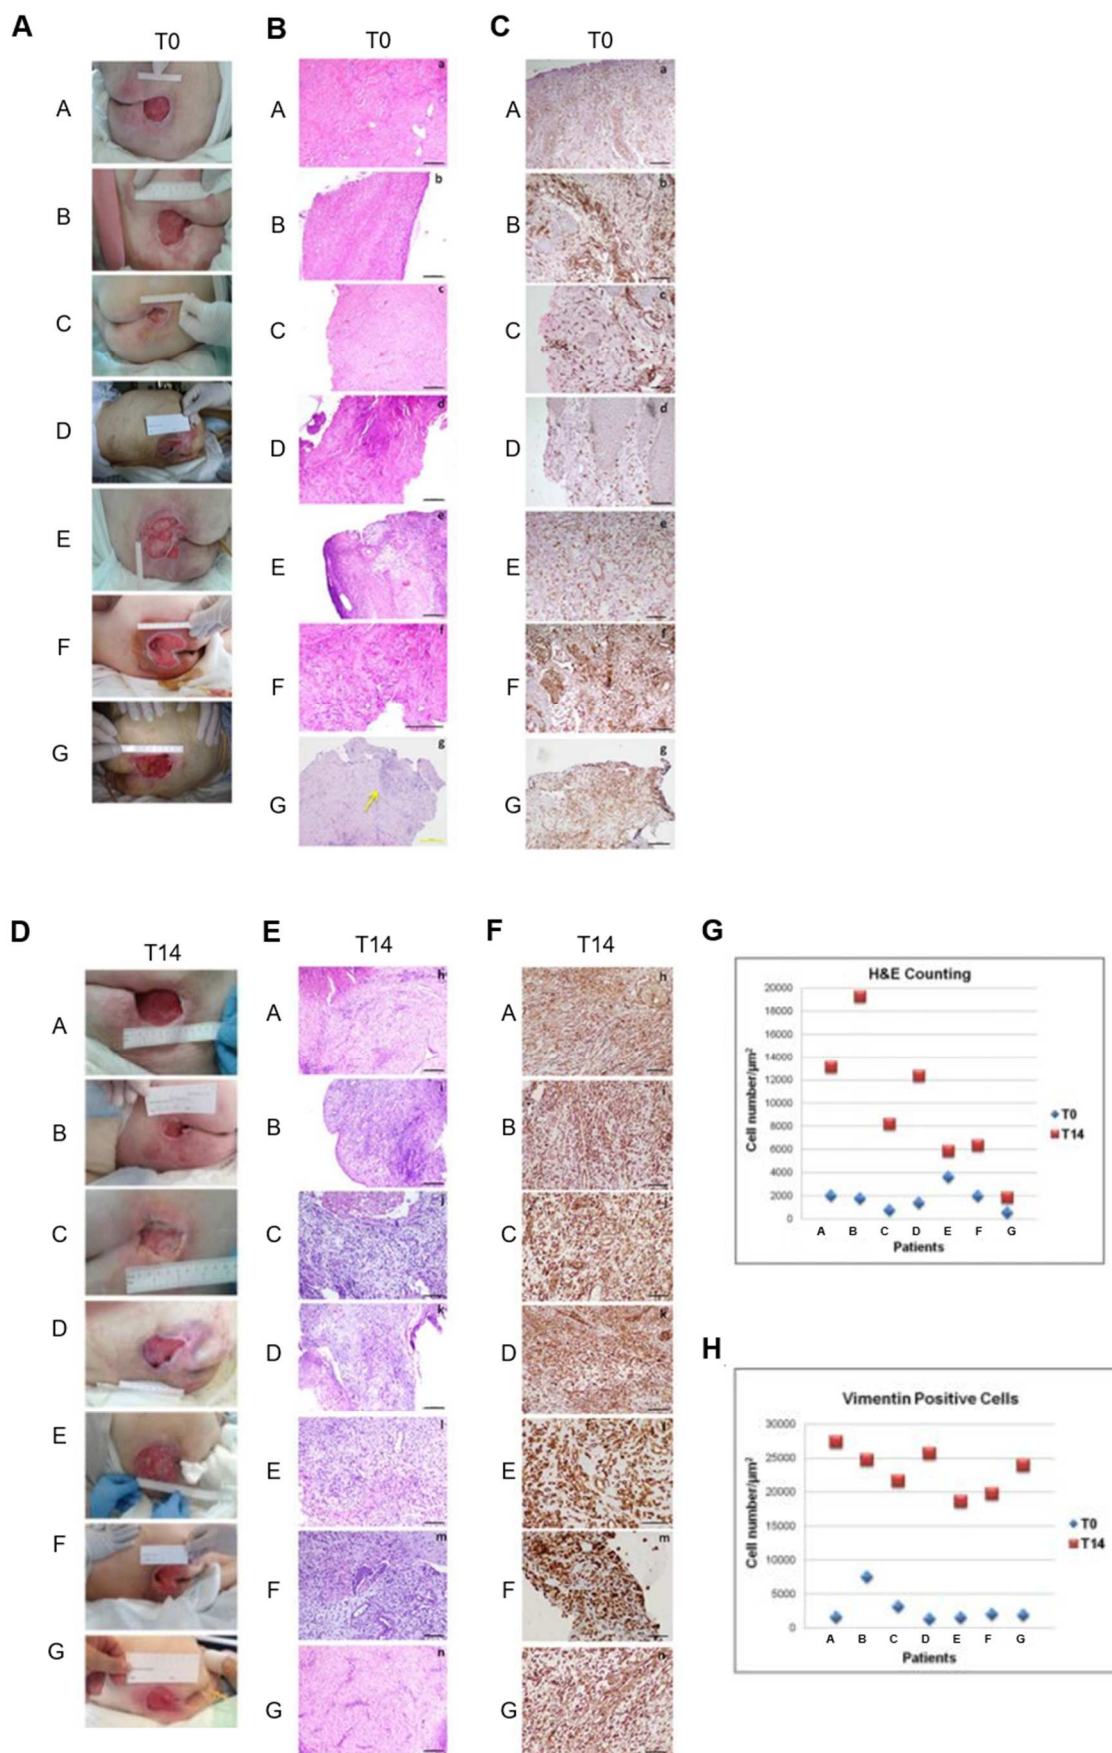 A
T0
A
B
C
D
E
F
G
B
T0
A
a
B
b
C
c
D
d
E
e
F
f
G
g
C
T0
A
a
B
b
C
c
D
d
E
e
F
f
G
g
D
T14
A
B
C
D
E
F
G
E
T14
A
h
B
i
C
j
D
k
E
l
F
m
G
n
F
T14
A
h
B
i
C
j
D
k
E
l
F
m
G
n
G
H&E Counting
Cell number/µm²
20000
18000
16000
14000
12000
10000
8000
6000
4000
2000
0
A B C D E F G
Patients
T0
T14
H
Vimentin Positive Cells
Cell number/µm²
30000
25000
20000
15000
10000
5000
0
A B C D E F G
Patients
T0
T14